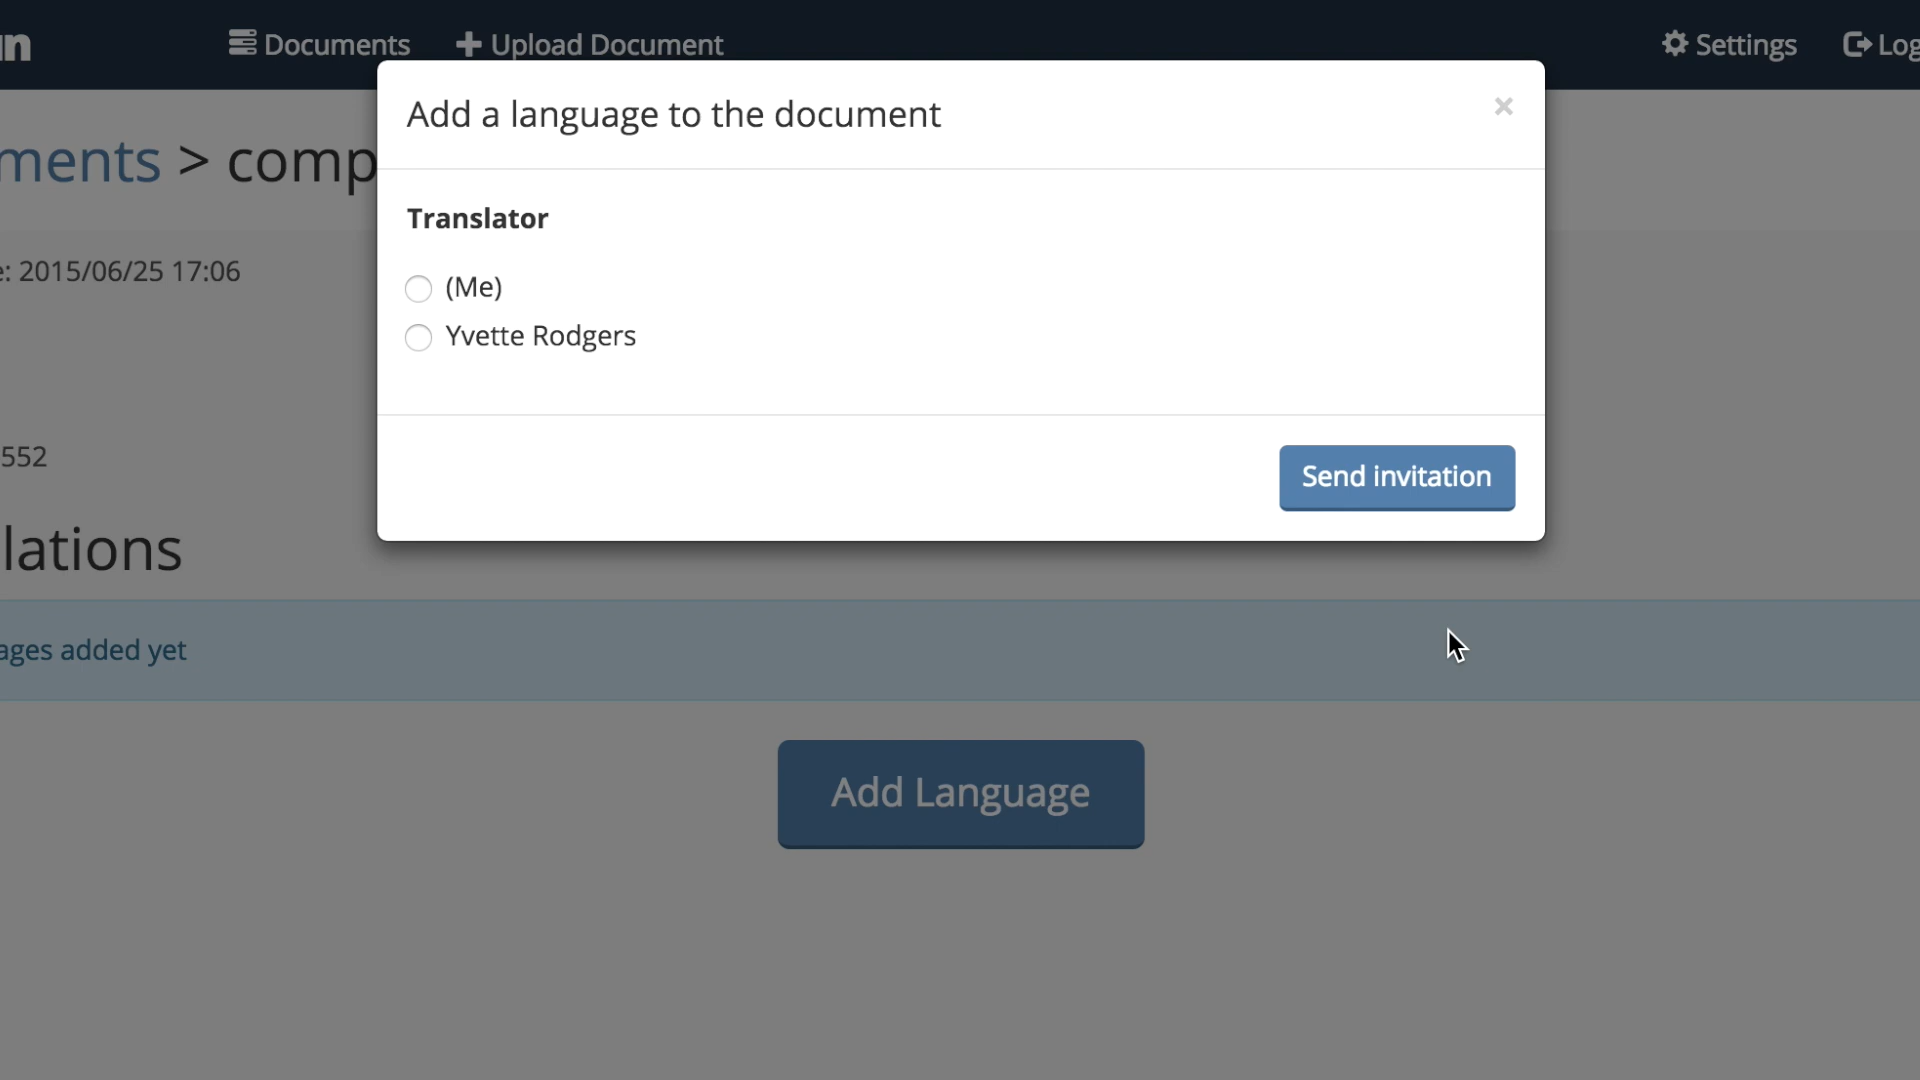 in
Documents
Upload Document
Settings
Log
Add a language to the document
×
ments > comp
Translator
e: 2015/06/25 17:06
(Me)
Yvette Rodgers
552
Send invitation
lations
ages added yet
Add Language